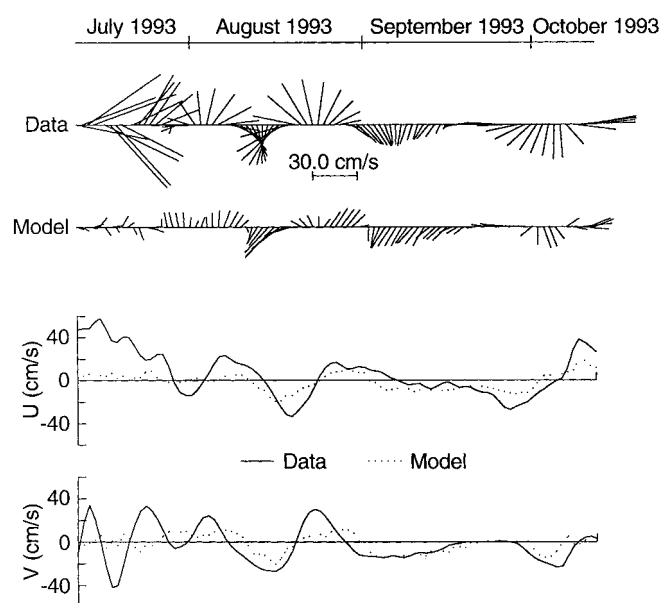 July 1993 August 1993 September 1993 October 1993
Data
30.0 cm/s
Model
40
0
-40
U (cm/s)
Data Model
40
0
-40
V (cm/s)